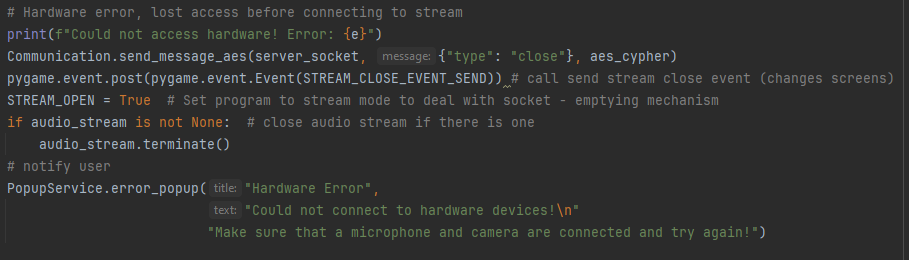 # Hardware error, lost access before connecting to stream
print(f"Could not access hardware! Error: {e}")
Communication.send_message_aes(server_socket, message: {"type": "close"}, aes_cypher)
pygame.event.post(pygame.event.Event(STREAM_CLOSE_EVENT_SEND)) # call send stream close event (changes screens)
STREAM_OPEN = True  # Set program to stream mode to deal with socket - emptying mechanism
if audio_stream is not None:  # close audio stream if there is one
    audio_stream.terminate()
# notify user
PopupService.error_popup( title: "Hardware Error",
                          text: "Could not connect to hardware devices!\n"
                          "Make sure that a microphone and camera are connected and try again!")